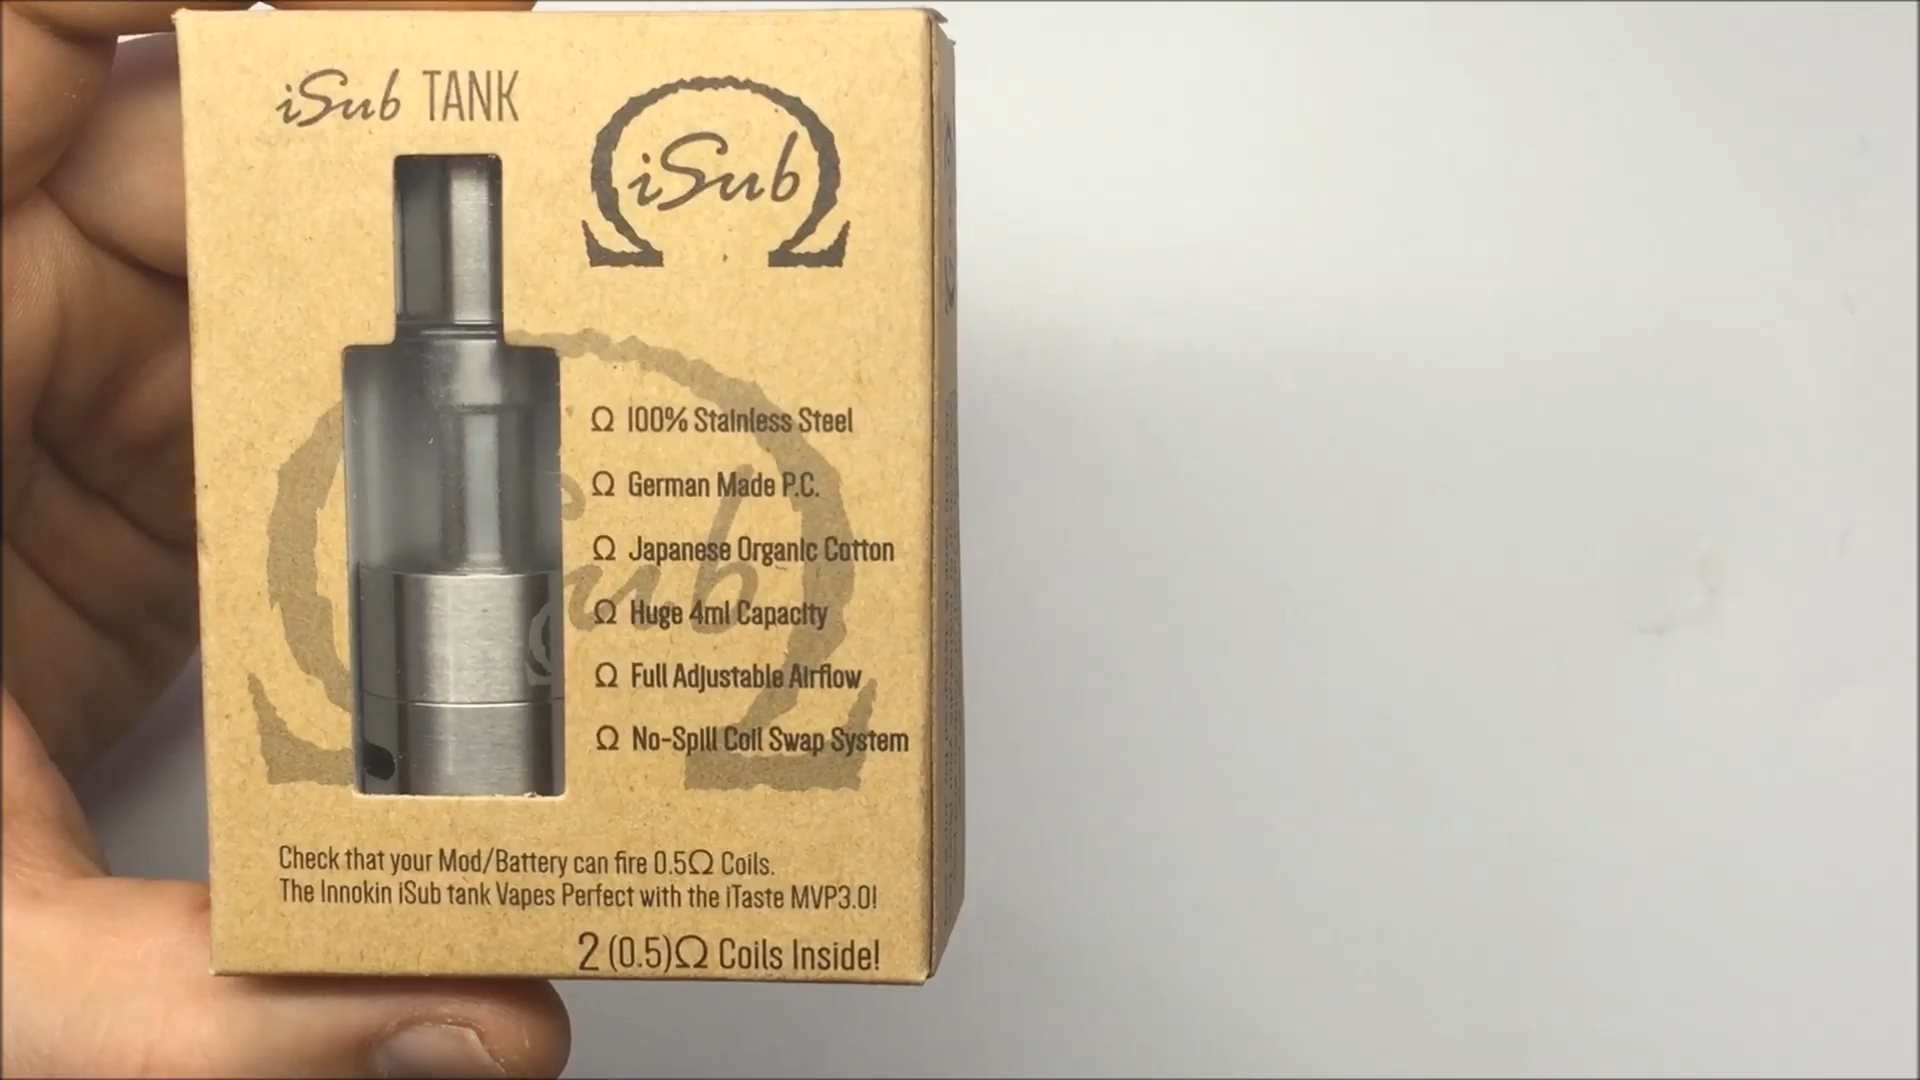 iSub TANK
iSub
Ω 100% Stainless Steel
Ω German Made P.C.
Ω Japanese Organic Cotton
Ω Huge 4ml Capacity
Ω Full Adjustable Airflow
Ω No-Spill Coil Swap System
Check that your Mod/Battery can fire 0.5Ω Coils.
The Innokin iSub tank Vapes Perfect with the iTaste MVP3.0!
2 (0.5)Ω Coils Inside!